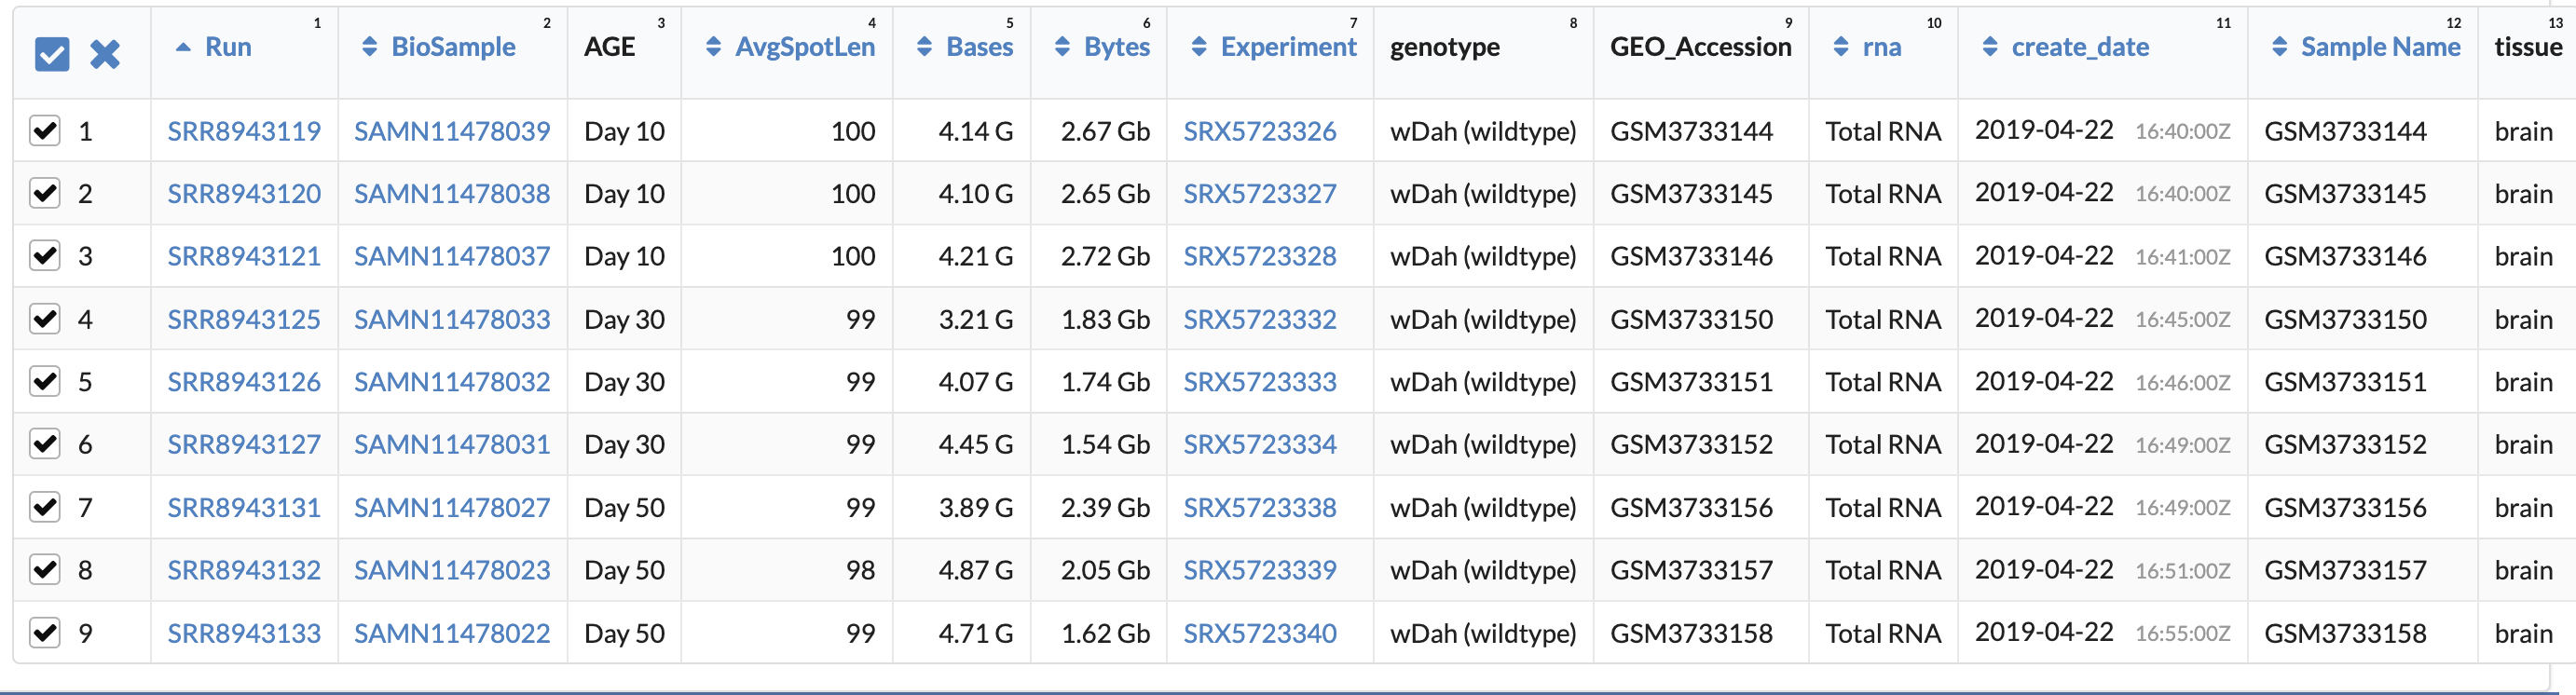 1 2 3 4 5 6 7 8 9 10 11 12 13
Run BioSample AGE AvgSpotLen Bases Bytes Experiment genotype GEO_Accession rna create_date Sample Name tissue
1 SRR8943119 SAMN11478039 Day 10 100 4.14 G 2.67 Gb SRX5723326 wDah (wildtype) GSM3733144 Total RNA 2019-04-22 16:40:00Z GSM3733144 brain
2 SRR8943120 SAMN11478038 Day 10 100 4.10 G 2.65 Gb SRX5723327 wDah (wildtype) GSM3733145 Total RNA 2019-04-22 16:40:00Z GSM3733145 brain
3 SRR8943121 SAMN11478037 Day 10 100 4.21 G 2.72 Gb SRX5723328 wDah (wildtype) GSM3733146 Total RNA 2019-04-22 16:41:00Z GSM3733146 brain
4 SRR8943125 SAMN11478033 Day 30 99 3.21 G 1.83 Gb SRX5723332 wDah (wildtype) GSM3733150 Total RNA 2019-04-22 16:45:00Z GSM3733150 brain
5 SRR8943126 SAMN11478032 Day 30 99 4.07 G 1.74 Gb SRX5723333 wDah (wildtype) GSM3733151 Total RNA 2019-04-22 16:46:00Z GSM3733151 brain
6 SRR8943127 SAMN11478031 Day 30 99 4.45 G 1.54 Gb SRX5723334 wDah (wildtype) GSM3733152 Total RNA 2019-04-22 16:49:00Z GSM3733152 brain
7 SRR8943131 SAMN11478027 Day 50 99 3.89 G 2.39 Gb SRX5723338 wDah (wildtype) GSM3733156 Total RNA 2019-04-22 16:49:00Z GSM3733156 brain
8 SRR8943132 SAMN11478023 Day 50 98 4.87 G 2.05 Gb SRX5723339 wDah (wildtype) GSM3733157 Total RNA 2019-04-22 16:51:00Z GSM3733157 brain
9 SRR8943133 SAMN11478022 Day 50 99 4.71 G 1.62 Gb SRX5723340 wDah (wildtype) GSM3733158 Total RNA 2019-04-22 16:55:00Z GSM3733158 brain